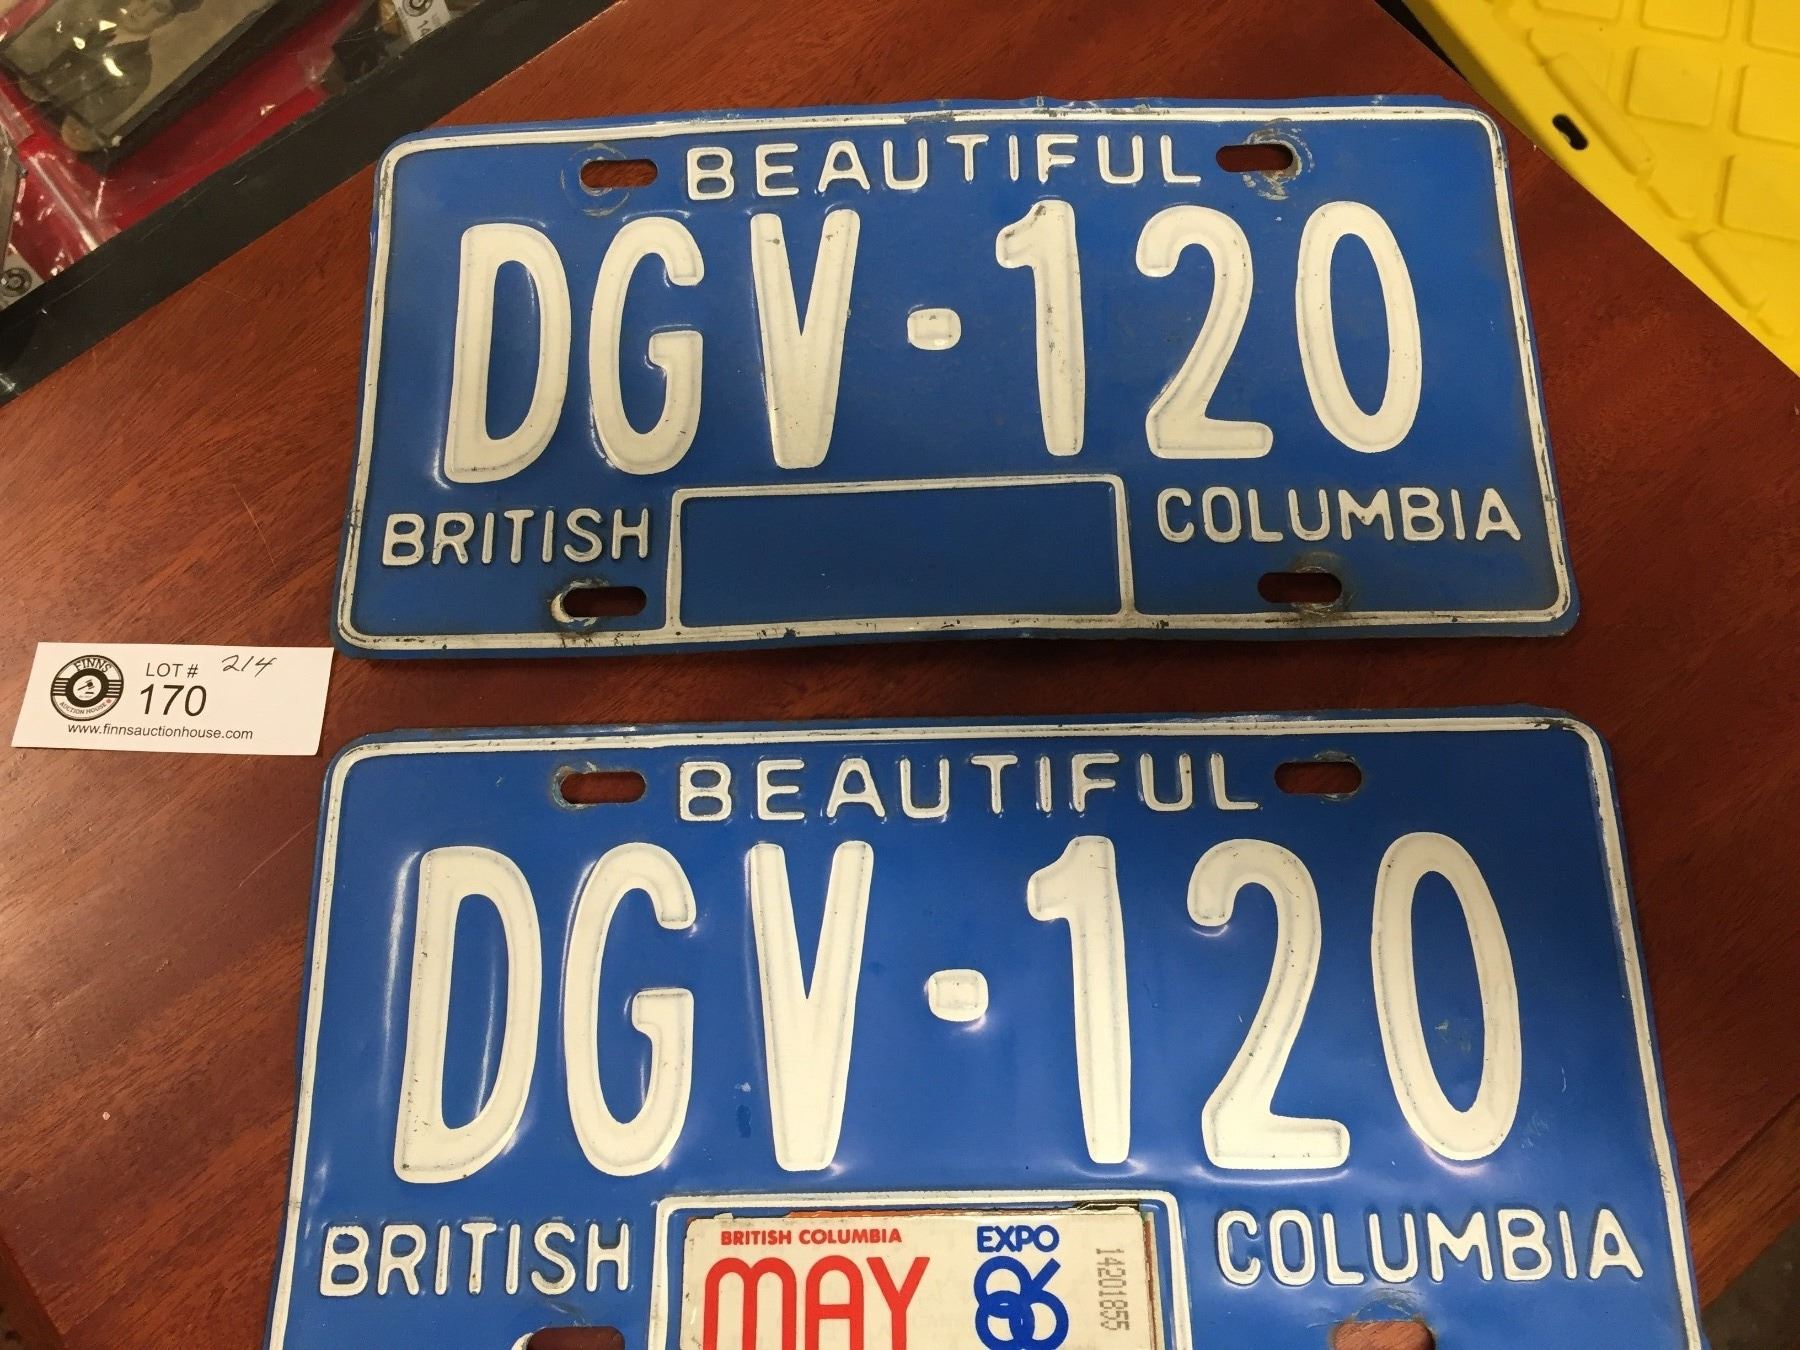 BEAUTIFUL
DGV-120
BRITISH COLUMBIA
FINNS
AUCTION HOUSE
LOT # 214
170
www.finnsauctionhouse.com
BEAUTIFUL
DGV-120
BRITISH COLUMBIA
BRITISH COLUMBIA
MAY
EXPO
86
14201855